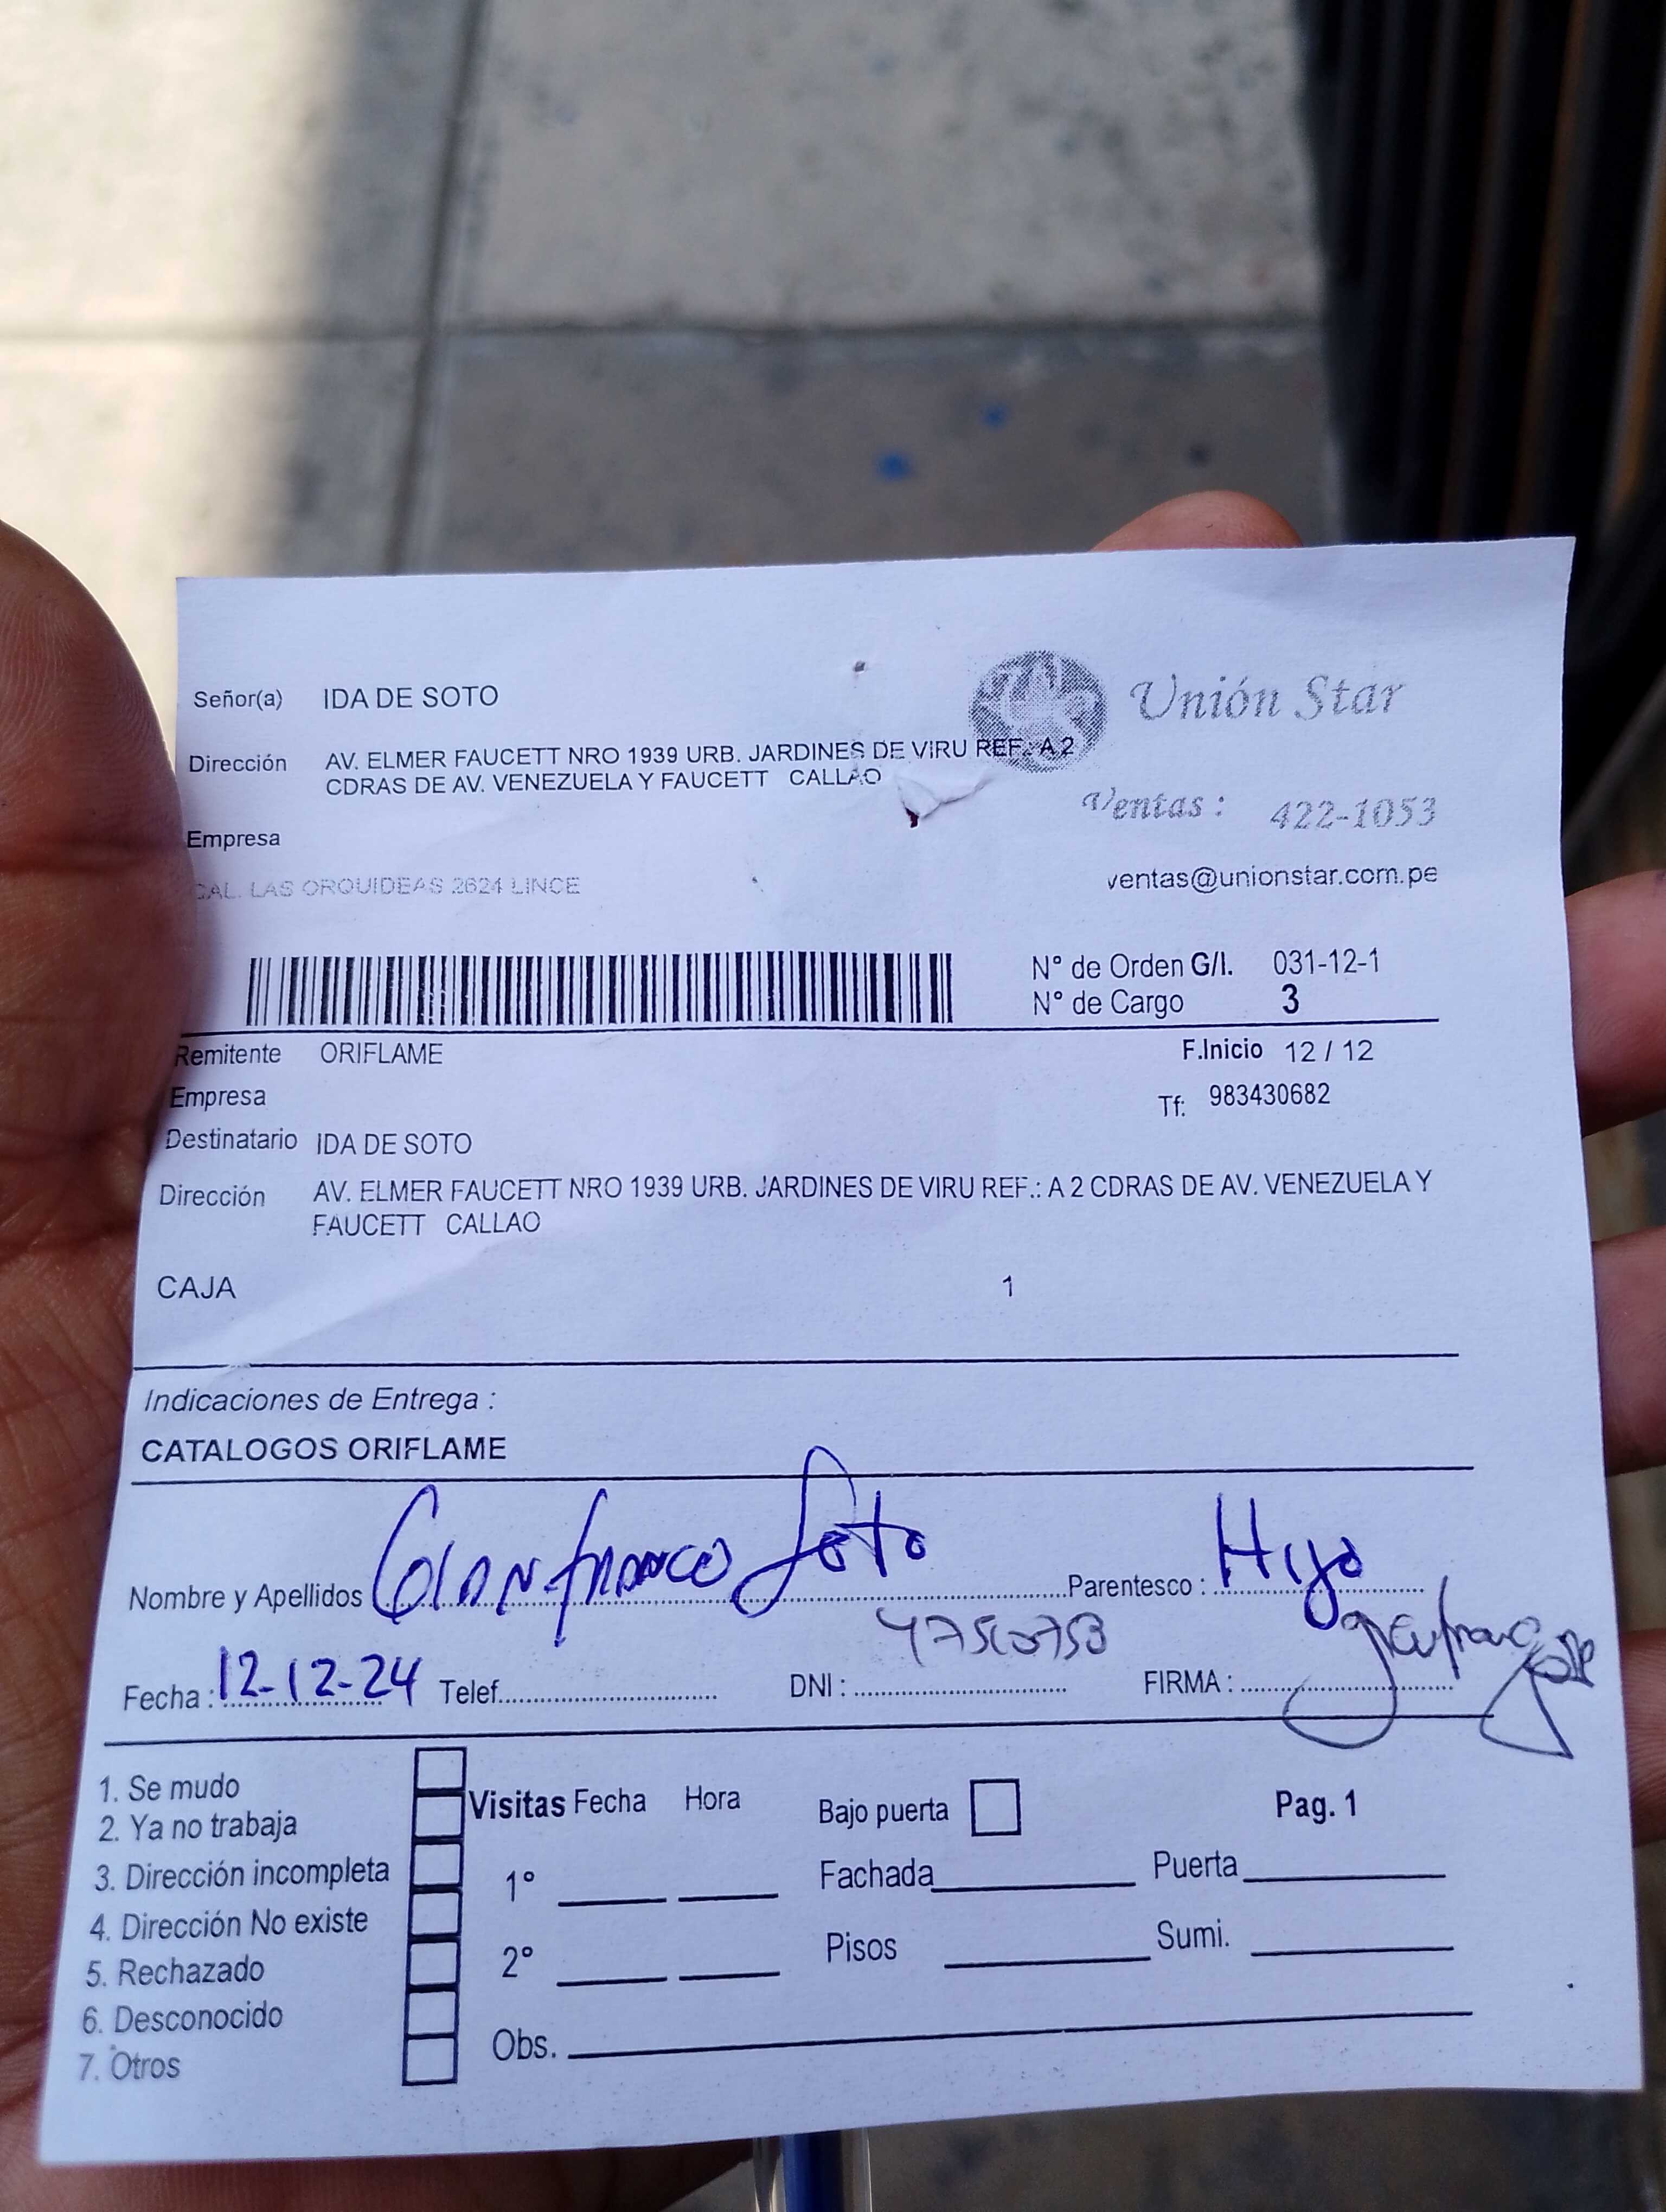 Señor(a) IDA DE SOTO
Unión Star
Dirección AV. ELMER FAUCETT NRO 1939 URB. JARDINES DE VIRU REF.: A 2
CDRAS DE AV. VENEZUELA Y FAUCETT CALLAO
Ventas : 422-1053
Empresa
CAL. LAS ORQUIDEAS 2624 LINCE
ventas@unionstar.com.pe
N° de Orden G/I. 031-12-1
N° de Cargo 3
Remitente ORIFLAME F.Inicio 12 / 12
Empresa Tf: 983430682
Destinatario IDA DE SOTO
Dirección AV. ELMER FAUCETT NRO 1939 URB. JARDINES DE VIRU REF.: A 2 CDRAS DE AV. VENEZUELA Y
FAUCETT CALLAO
CAJA 1
Indicaciones de Entrega :
CATALOGOS ORIFLAME
Nombre y Apellidos Gianfranco Soto Parentesco : Hijo
Fecha : 12-12-24 Telef. DNI : FIRMA :
1. Se mudo
2. Ya no trabaja
3. Dirección incompleta
4. Dirección No existe
5. Rechazado
6. Desconocido
7. Otros
Visitas Fecha Hora
1°
2°
Bajo puerta Pag. 1
Fachada Puerta
Pisos Sumi.
Obs.